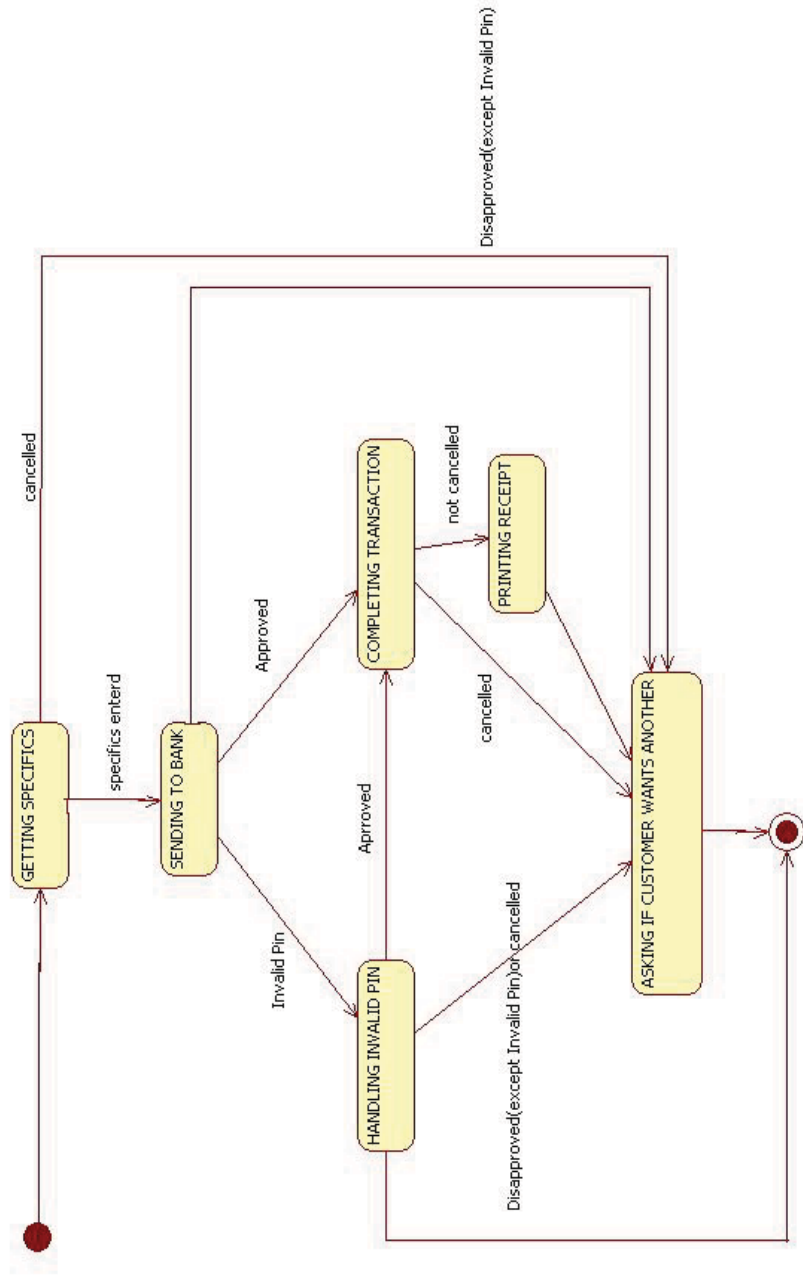 GETTING SPECIFICS
cancelled
specifics enterd
SENDING TO BANK
Invalid Pin
Approved
Disapproved(except Invalid Pin)
HANDLING INVALID PIN
Aprroved
COMPLETING TRANSACTION
not cancelled
cancelled
PRINTING RECEIPT
Disapproved(except Invalid Pin)or cancelled
ASKING IF CUSTOMER WANTS ANOTHER